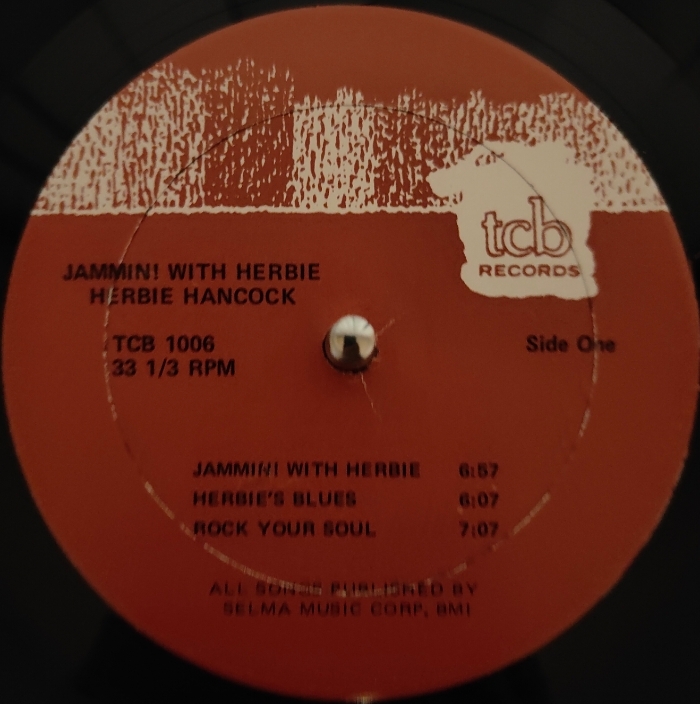 tcb
RECORDS
JAMMIN! WITH HERBIE
HERBIE HANCOCK
TCB 1006
33 1/3 RPM
Side One
JAMMIN! WITH HERBIE 6:57
HERBIE'S BLUES 6:07
ROCK YOUR SOUL 7:07
ALL SONGS PUBLISHED BY
SELMA MUSIC CORP, BMI